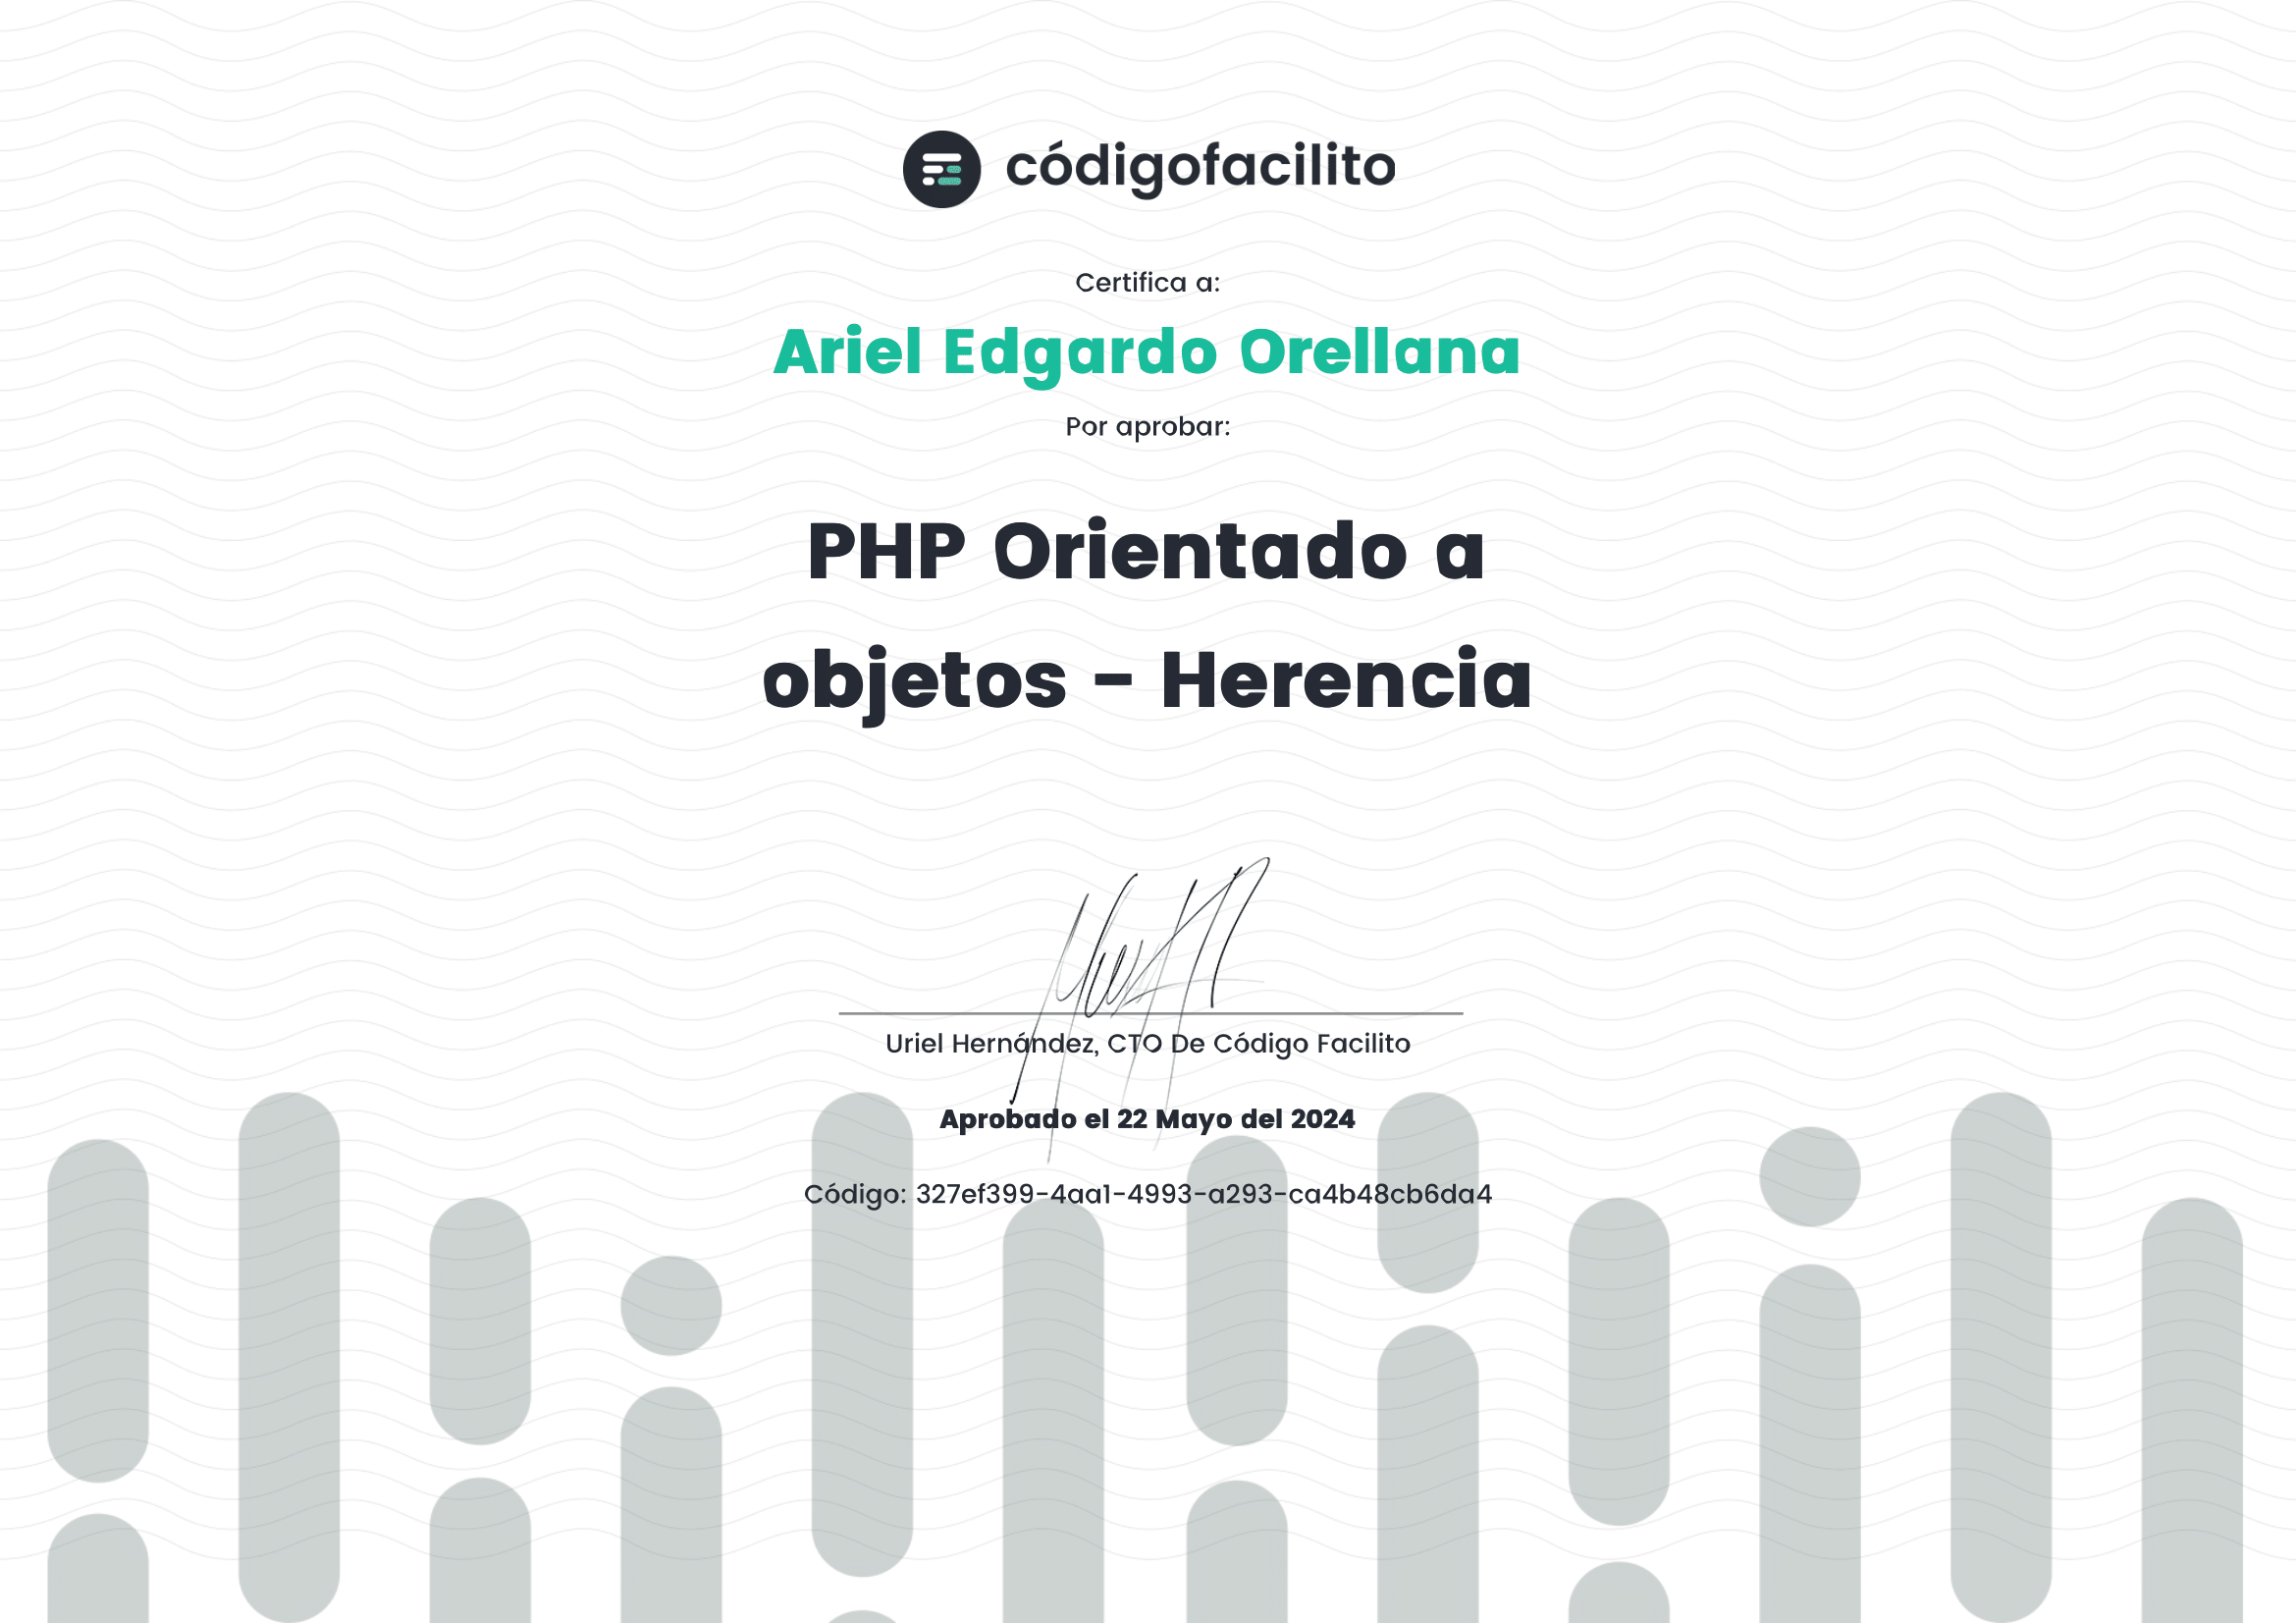 códigofacilito
Certifica a:
Ariel Edgardo Orellana
Por aprobar:
PHP Orientado a
objetos - Herencia
Uriel Hernández, CTO De Código Facilito
Aprobado el 22 Mayo del 2024
Código: 327ef399-4aa1-4993-a293-ca4b48cb6da4